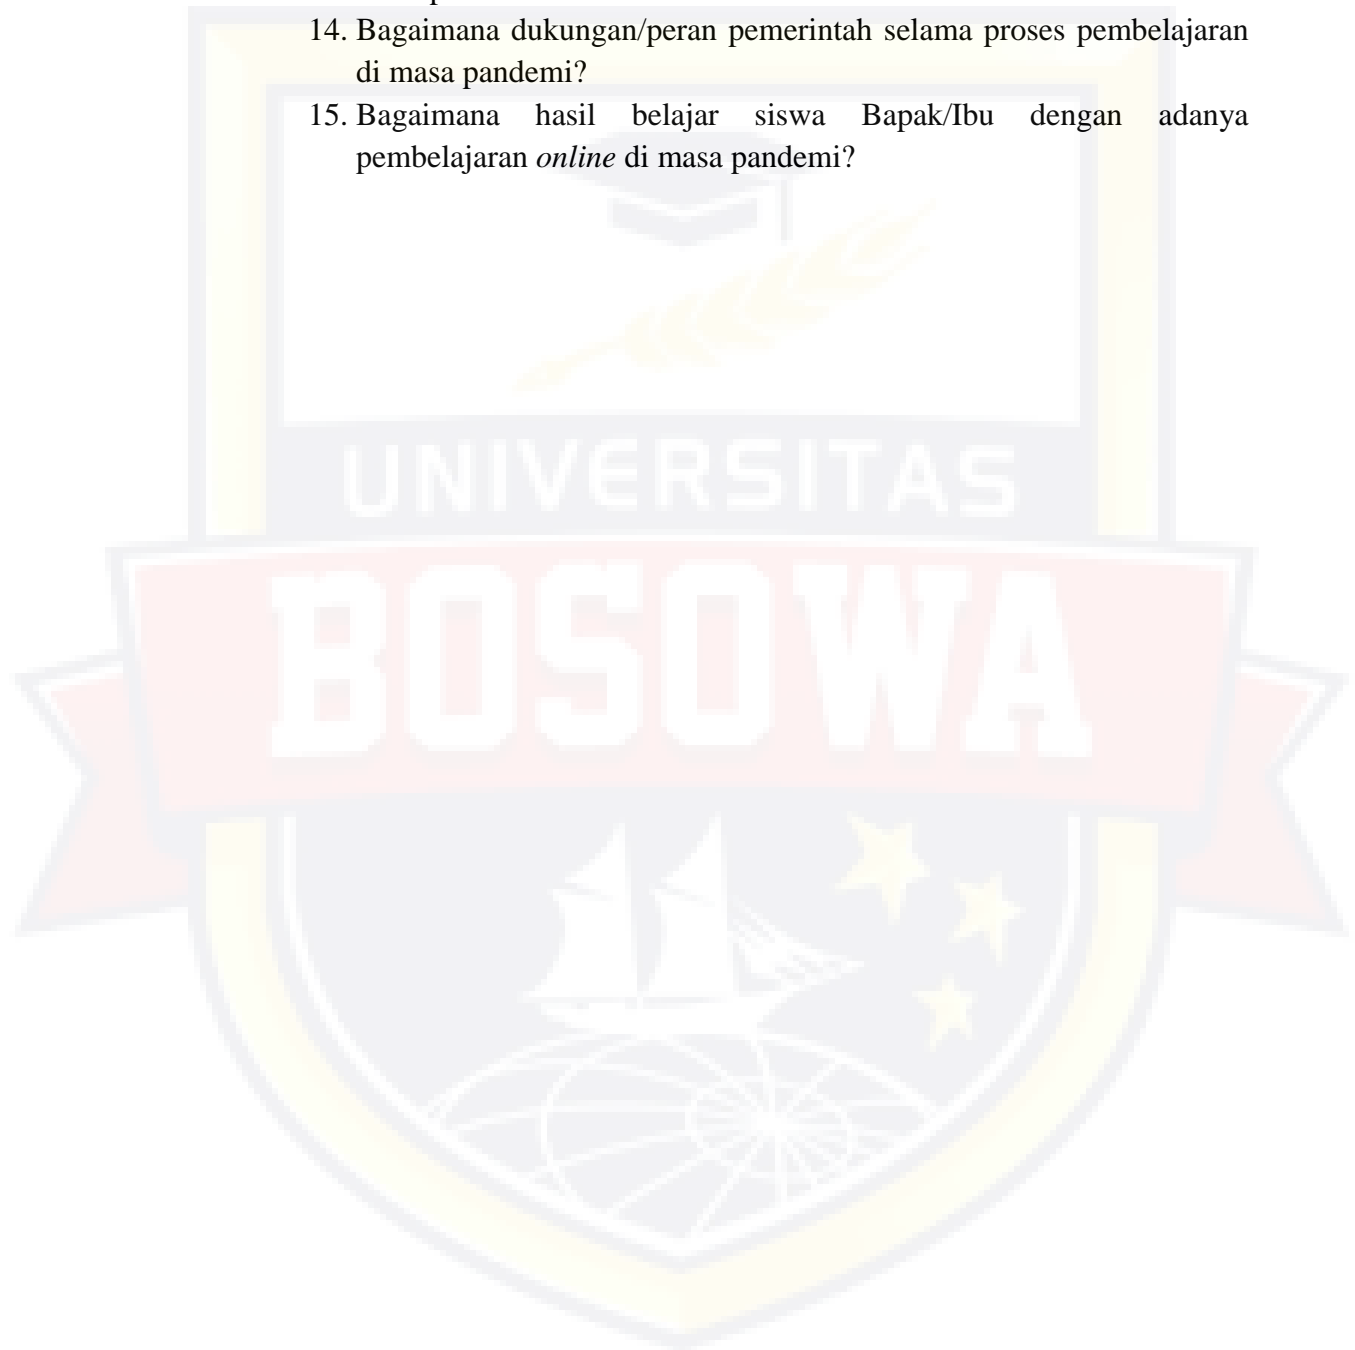 14. Bagaimana dukungan/peran pemerintah selama proses pembelajaran
di masa pandemi?
15. Bagaimana hasil belajar siswa Bapak/Ibu dengan adanya
pembelajaran online di masa pandemi?
UNIVERSITAS
BOSOWA